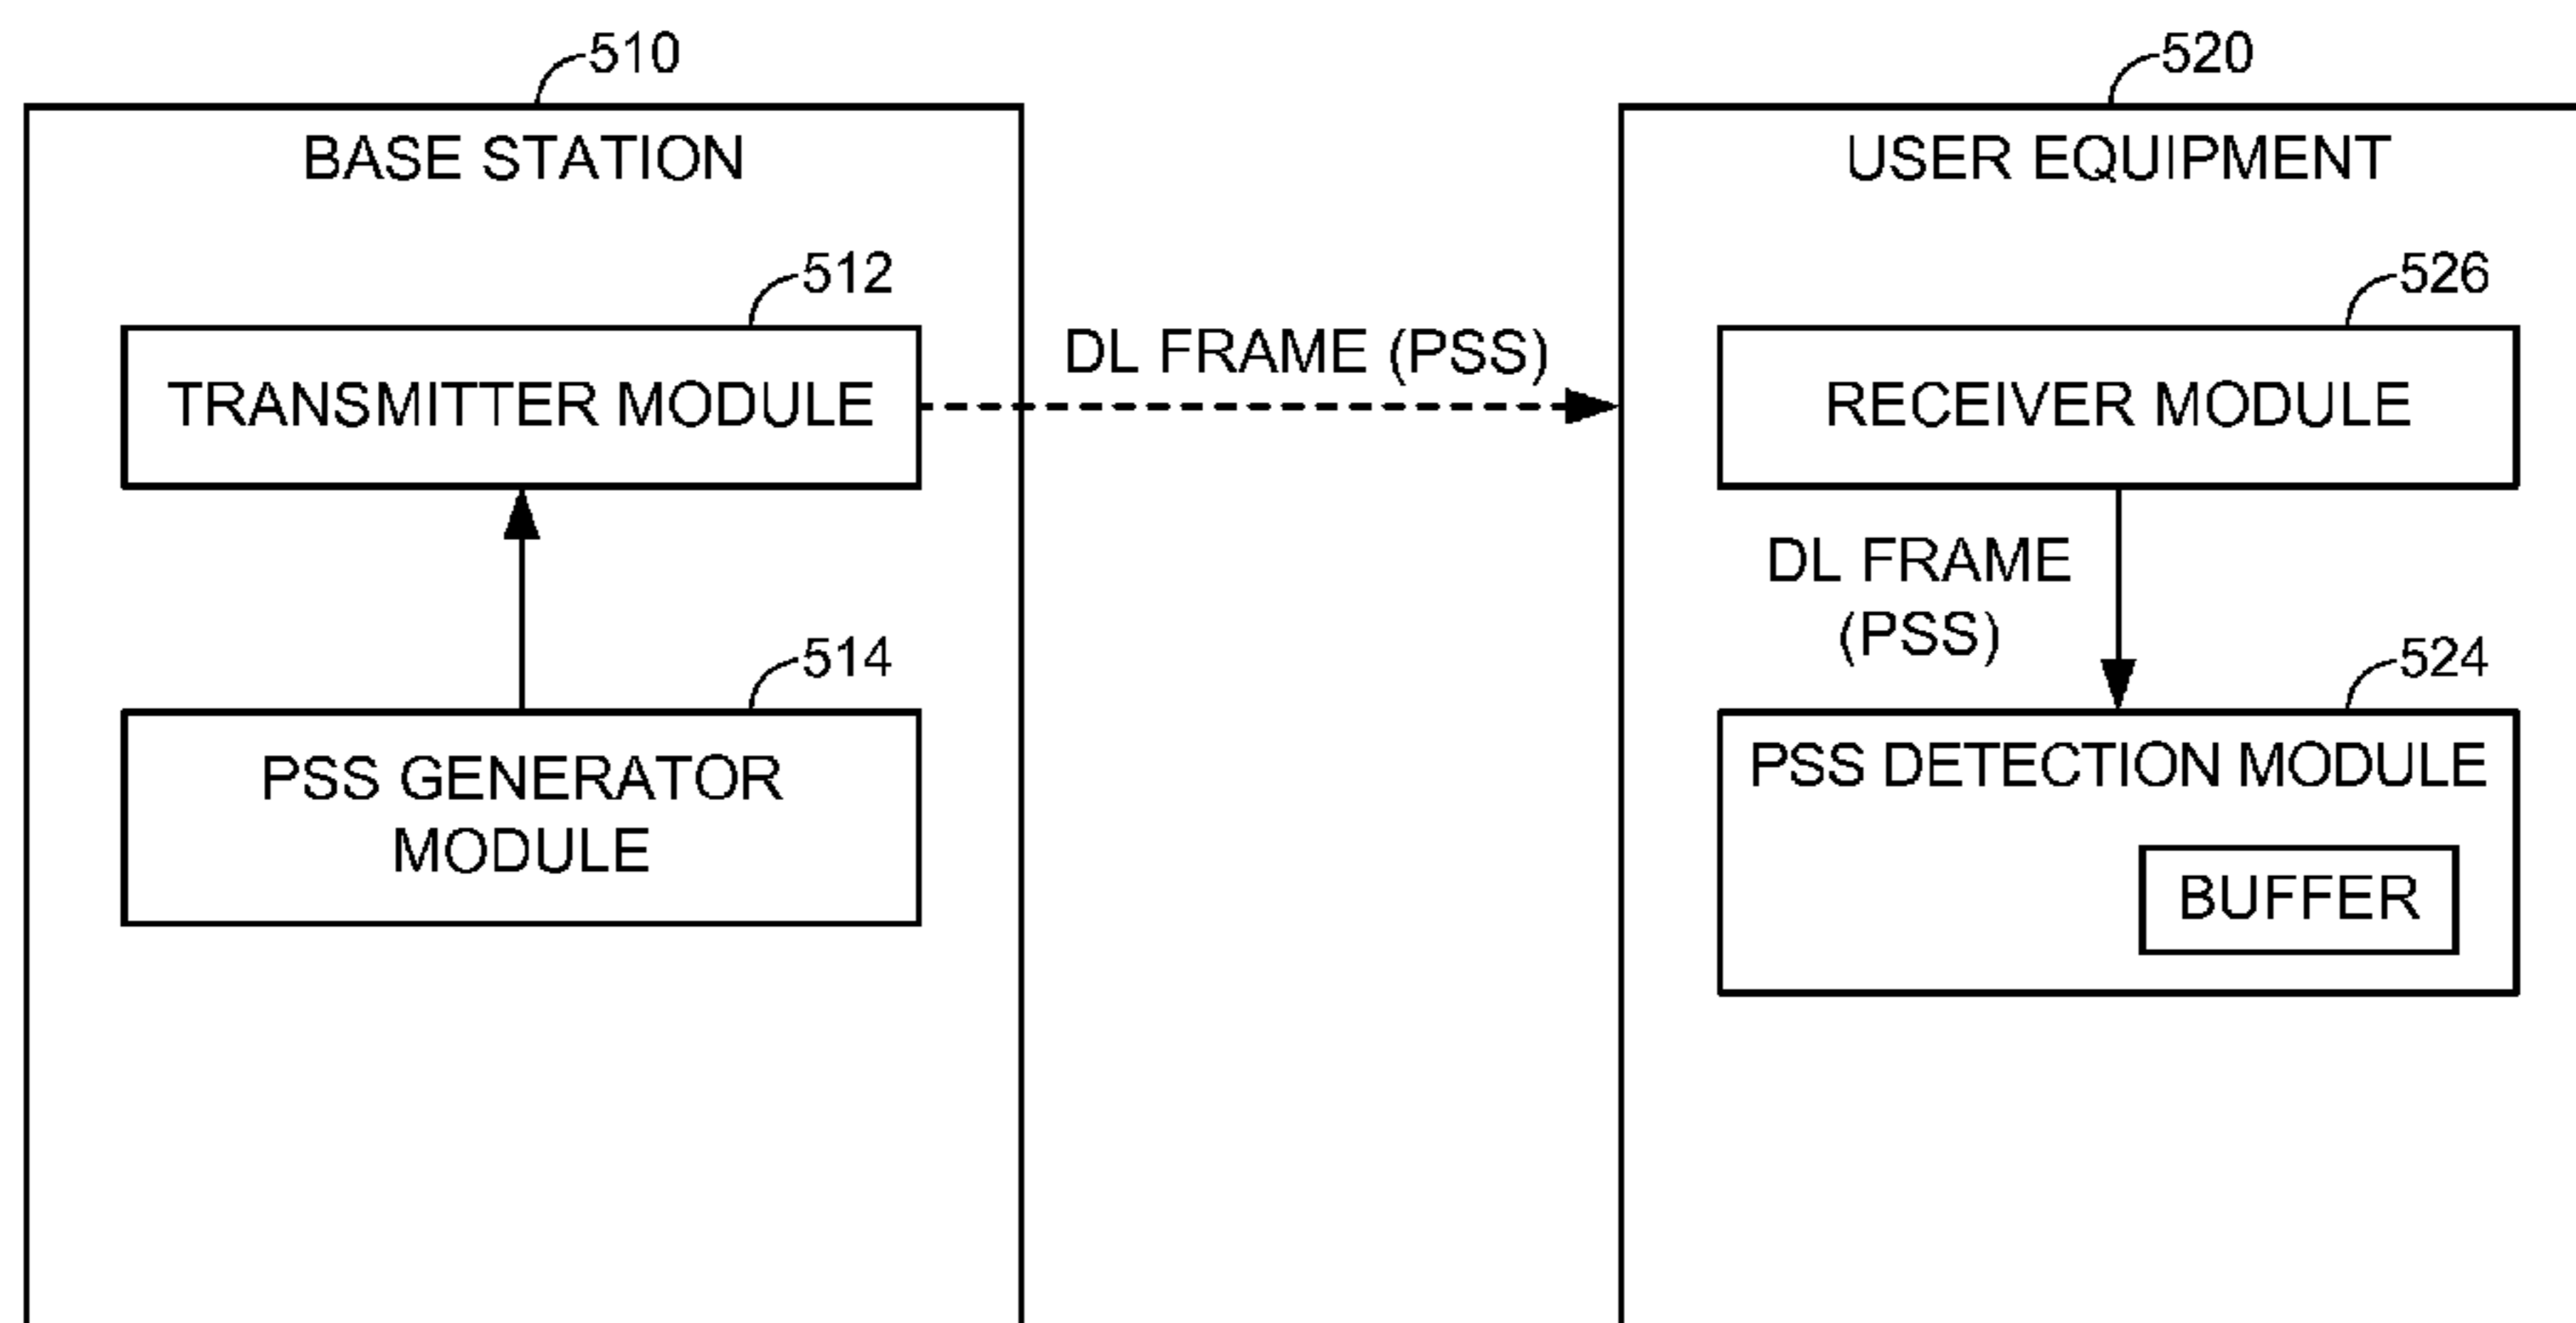 510
BASE STATION
512
TRANSMITTER MODULE
514
PSS GENERATOR
MODULE
DL FRAME (PSS)
520
USER EQUIPMENT
526
RECEIVER MODULE
DL FRAME
(PSS)
524
PSS DETECTION MODULE
BUFFER